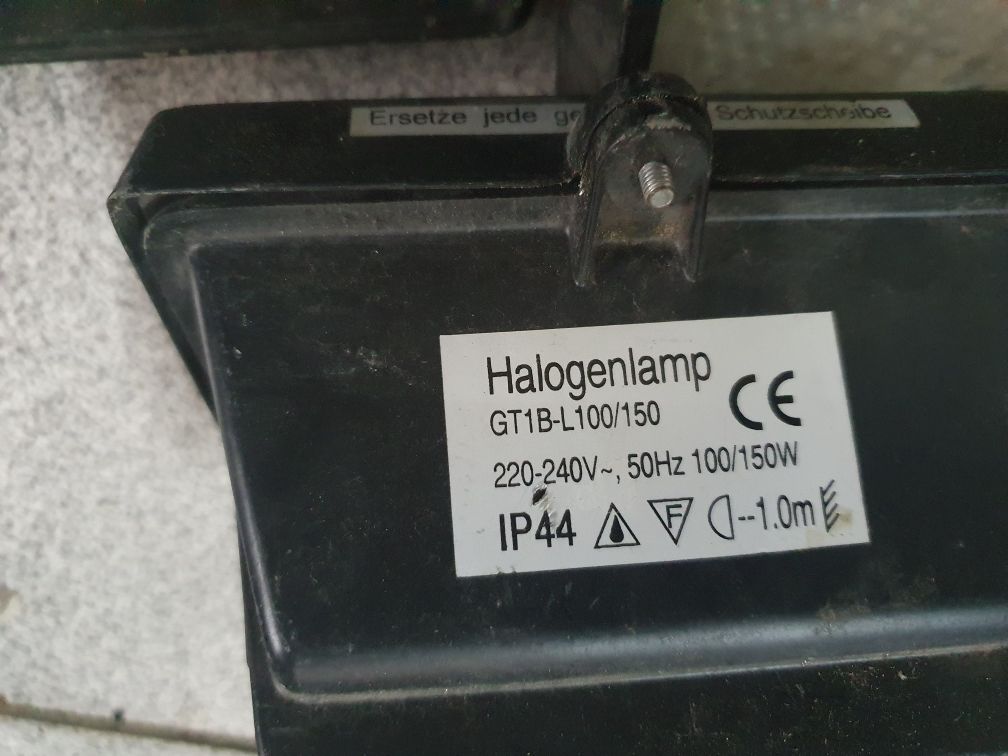 Ersetze jede ge Schutzscheibe
Halogenlamp
CE
GT1B-L100/150
220-240V~, 50Hz 100/150W
IP44 F --1.0m